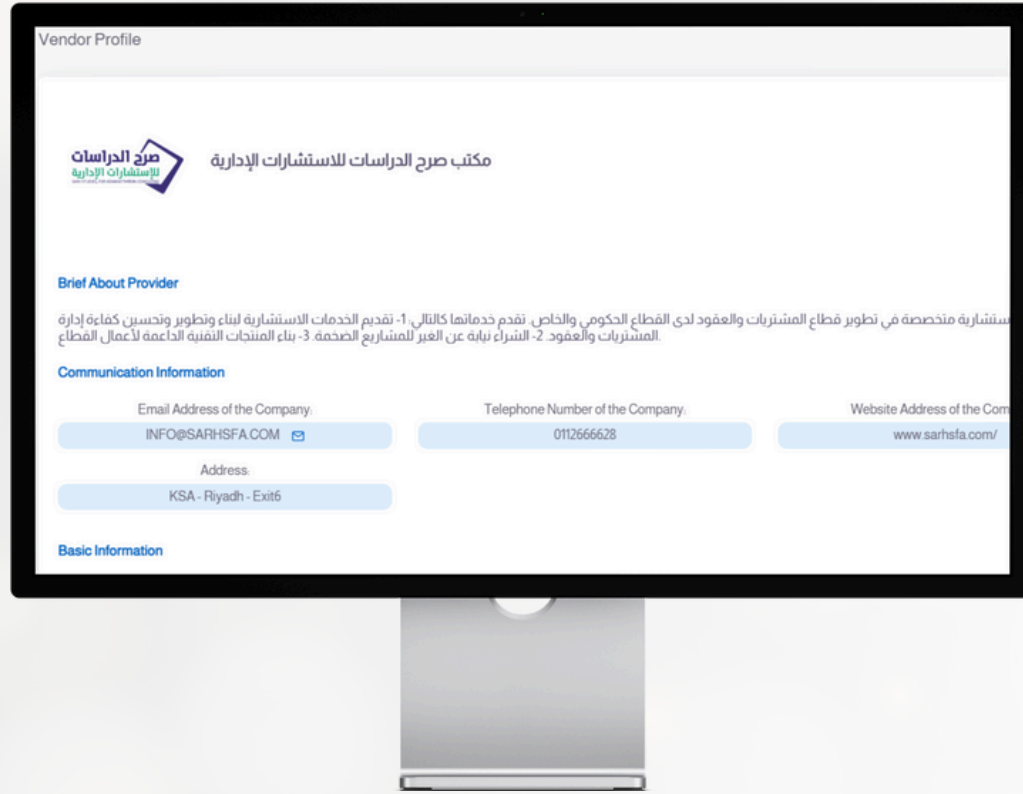 Vendor Profile
صرح الدراسات
للإستشارات الإدارية
مكتب صرح الدراسات للاستشارات الإدارية
Brief About Provider
ستشارية متخصصة في تطوير قطاع المشتريات والعقود لدى القطاع الحكومي والخاص. تقدم خدماتها كالتالي: 1- تقديم الخدمات الاستشارية لبناء وتطوير وتحسين كفاءة إدارة
المشتريات والعقود. 2- الشراء نيابة عن الغير للمشاريع الضخمة. 3- بناء المنتجات التقنية الداعمة لأعمال القطاع.
Communication Information
Email Address of the Company: Telephone Number of the Company: Website Address of the Com
INFO@SARHSFA.COM 0112666628 www.sarhsfa.com/
Address:
KSA - Riyadh - Exit6
Basic Information